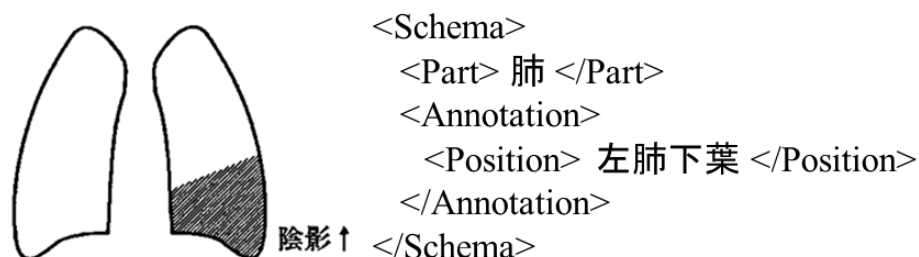 <Schema>
<Part> 肺 </Part>
<Annotation>
<Position> 左肺下葉 </Position>
</Annotation>
</Schema>
陰影↑